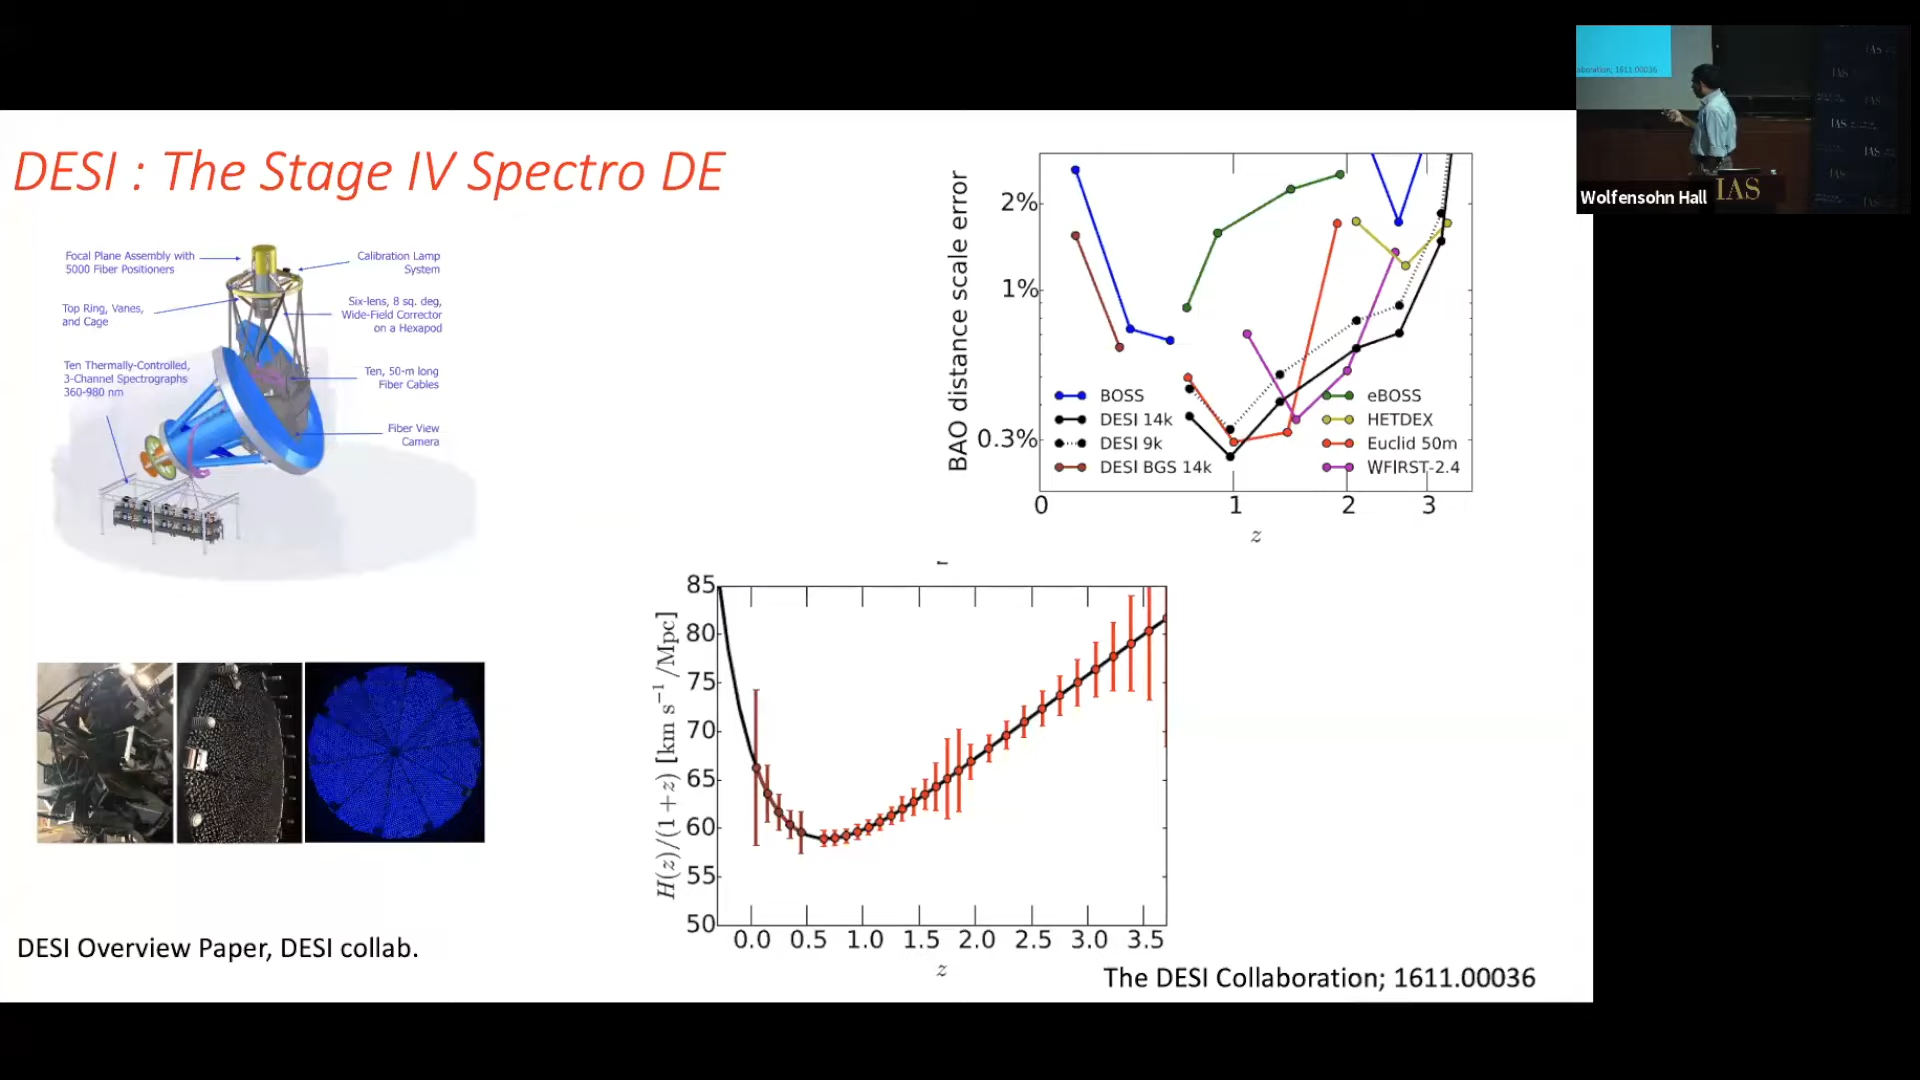 DESI : The Stage IV Spectro DE
Focal Plane Assembly with
5000 Fiber Positioners
Calibration Lamp
System
Top Ring, Vanes,
and Cage
Six-lens, 8 sq. deg,
Wide-Field Corrector
on a Hexapod
Ten Thermally-Controlled,
3-Channel Spectrographs
360-980 nm
Ten, 50-m long
Fiber Cables
Fiber View
Camera
BAO distance scale error
2%
1%
0.3%
BOSS
DESI 14k
DESI 9k
DESI BGS 14k
eBOSS
HETDEX
Euclid 50m
WFIRST-2.4
0 1 2 3
z
H(z)/(1+z) [km s⁻¹/Mpc]
85
80
75
70
65
60
55
50
0.0 0.5 1.0 1.5 2.0 2.5 3.0 3.5
z
DESI Overview Paper, DESI collab.
The DESI Collaboration; 1611.00036
1611.00036
Wolfensohn Hall
IAS